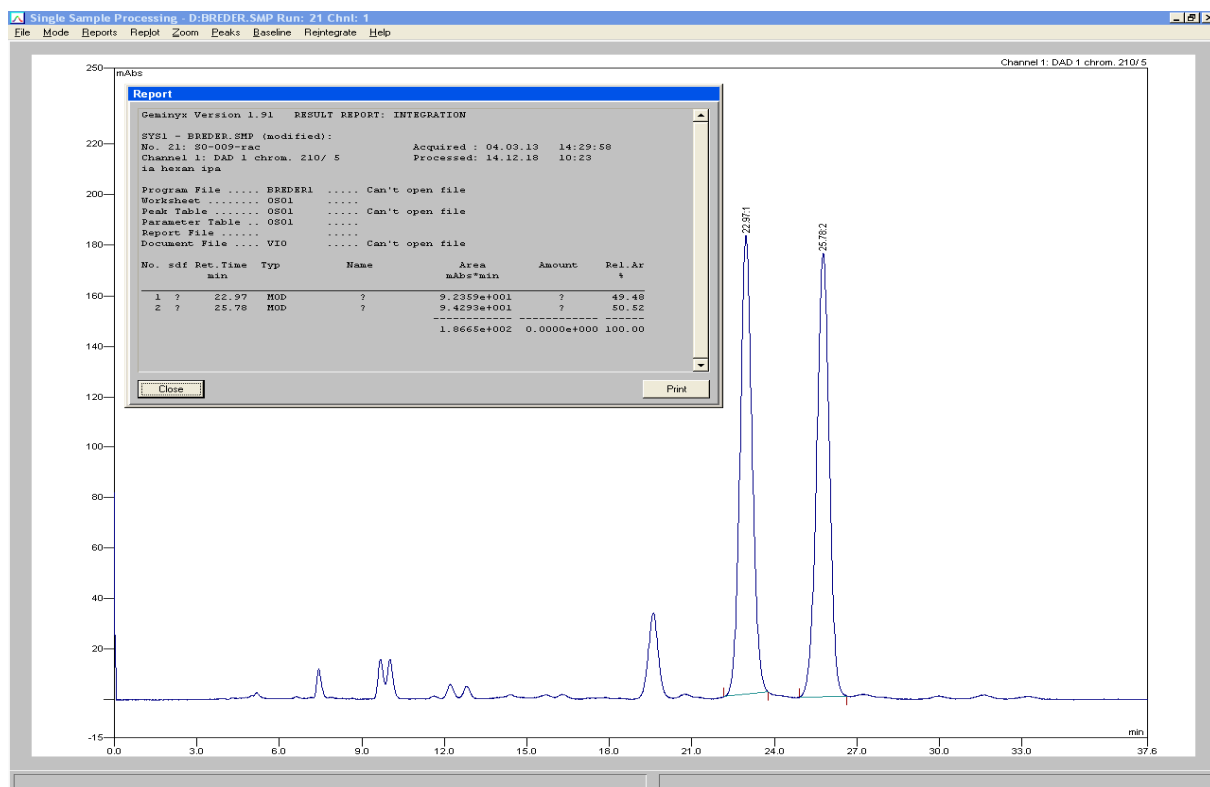 Single Sample Processing - D:BREDER.SMP Run: 21 Chnl: 1
File Mode Reports Replot Zoom Peaks Baseline Reintegrate Help
Channel 1: DAD 1 chrom. 210/ 5
mAbs
250
220
200
180
160
140
120
100
80
60
40
20
-15
Report
Geminyx Version 1.91 RESULT REPORT: INTEGRATION
SYS1 - BREDER.SMP (modified):
No. 21: SO-009-rac Acquired : 04.03.13 14:29:58
Channel 1: DAD 1 chrom. 210/ 5 Processed: 14.12.18 10:23
ia hexan ipa
Program File ..... BREDER1 ..... Can't open file
Worksheet ........ OSO1 .....
Peak Table ....... OSO1 ..... Can't open file
Parameter Table .. OSO1 .....
Report File ...... .....
Document File .... VIO ..... Can't open file
No. sdf Ret.Time Typ Name Area Amount Rel.Ar
min mAbs*min %
1 ? 22.97 MOD ? 9.2359e+001 ? 49.48
2 ? 25.78 MOD ? 9.4293e+001 ? 50.52
------------ ------------ ------
1.8665e+002 0.0000e+000 100.00
Close Print
22.97:1
25.78:2
min
0.0 3.0 6.0 9.0 12.0 15.0 18.0 21.0 24.0 27.0 30.0 33.0 37.6